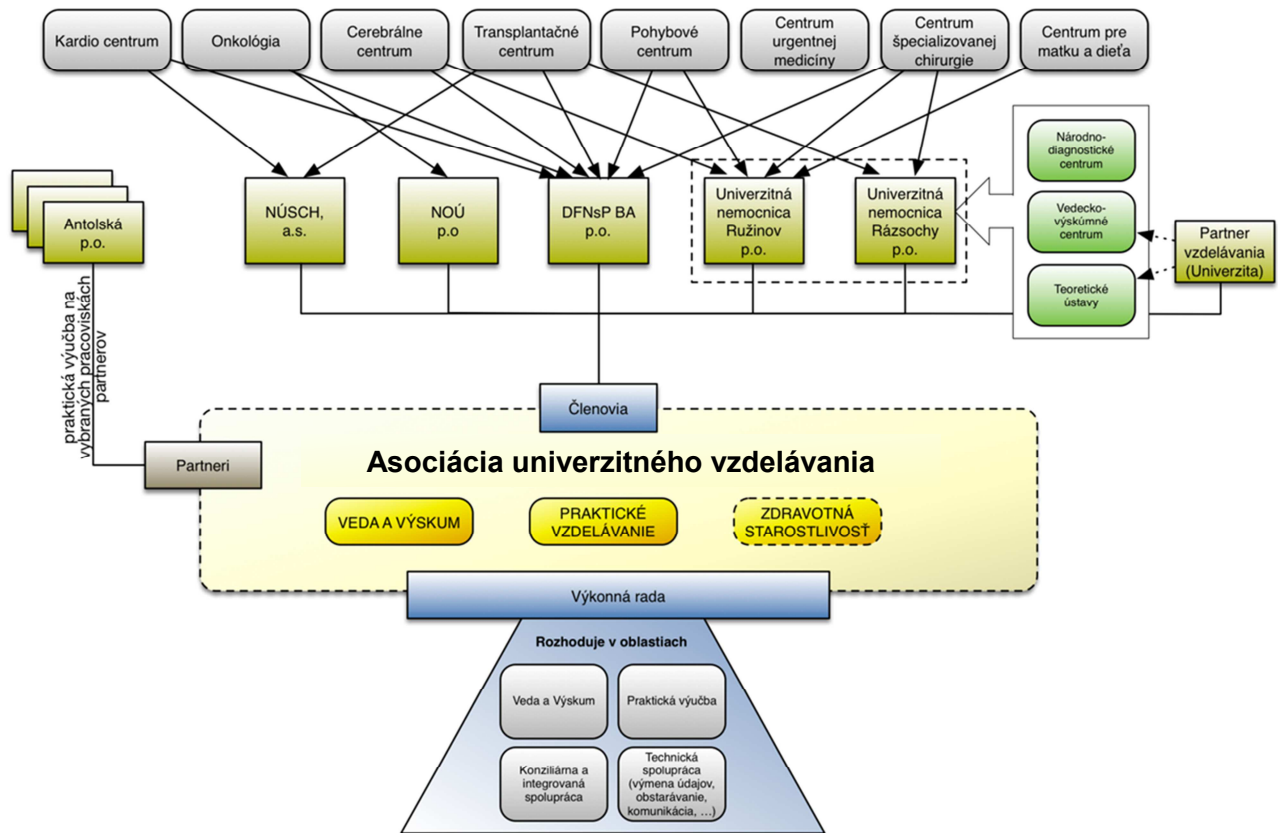 Kardio centrum
Onkológia
Cerebrálne
centrum
Transplantačné
centrum
Pohybové
centrum
Centrum
urgentnej
medicíny
Centrum
špecializovanej
chirurgie
Centrum pre
matku a dieťa
Antolská
p.o.
NÚSCH,
a.s.
NOÚ
p.o
DFNsP BA
p.o.
Univerzitná
nemocnica
Ružinov
p.o.
Univerzitná
nemocnica
Rázsochy
p.o.
Národno-
diagnostické
centrum
Vedecko-
výskúmné
centrum
Teoretické
ústavy
Partner
vzdelávania
(Univerzita)
praktická výučba na
vybraných pracoviskách
partnerov
Členovia
Partneri
Asociácia univerzitného vzdelávania
VEDA A VÝSKUM
PRAKTICKÉ
VZDELÁVANIE
ZDRAVOTNÁ
STAROSTLIVOSŤ
Výkonná rada
Rozhoduje v oblastiach
Veda a Výskum
Praktická výučba
Konziliárna a
integrovaná
spolupráca
Technická
spolupráca
(výmena údajov,
obstarávanie,
komunikácia, ...)